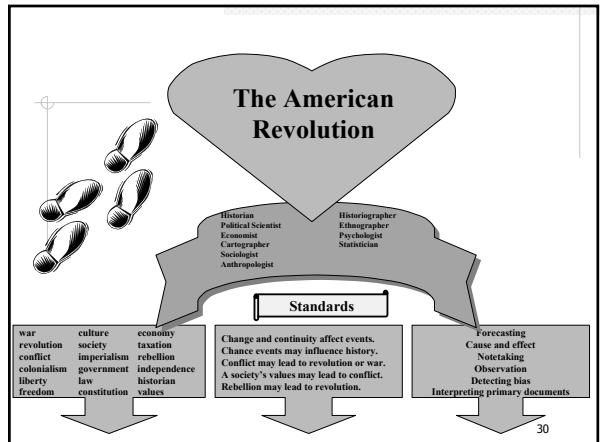 The American
Revolution
Historian
Political Scientist
Economist
Cartographer
Sociologist
Anthropologist
Historiographer
Ethnographer
Psychologist
Statistician
Standards
war culture economy
revolution society taxation
conflict imperialism rebellion
colonialism government independence
liberty law historian
freedom constitution values
Change and continuity affect events.
Chance events may influence history.
Conflict may lead to revolution or war.
A society's values may lead to conflict.
Rebellion may lead to revolution.
Forecasting
Cause and effect
Notetaking
Observation
Detecting bias
Interpreting primary documents
30